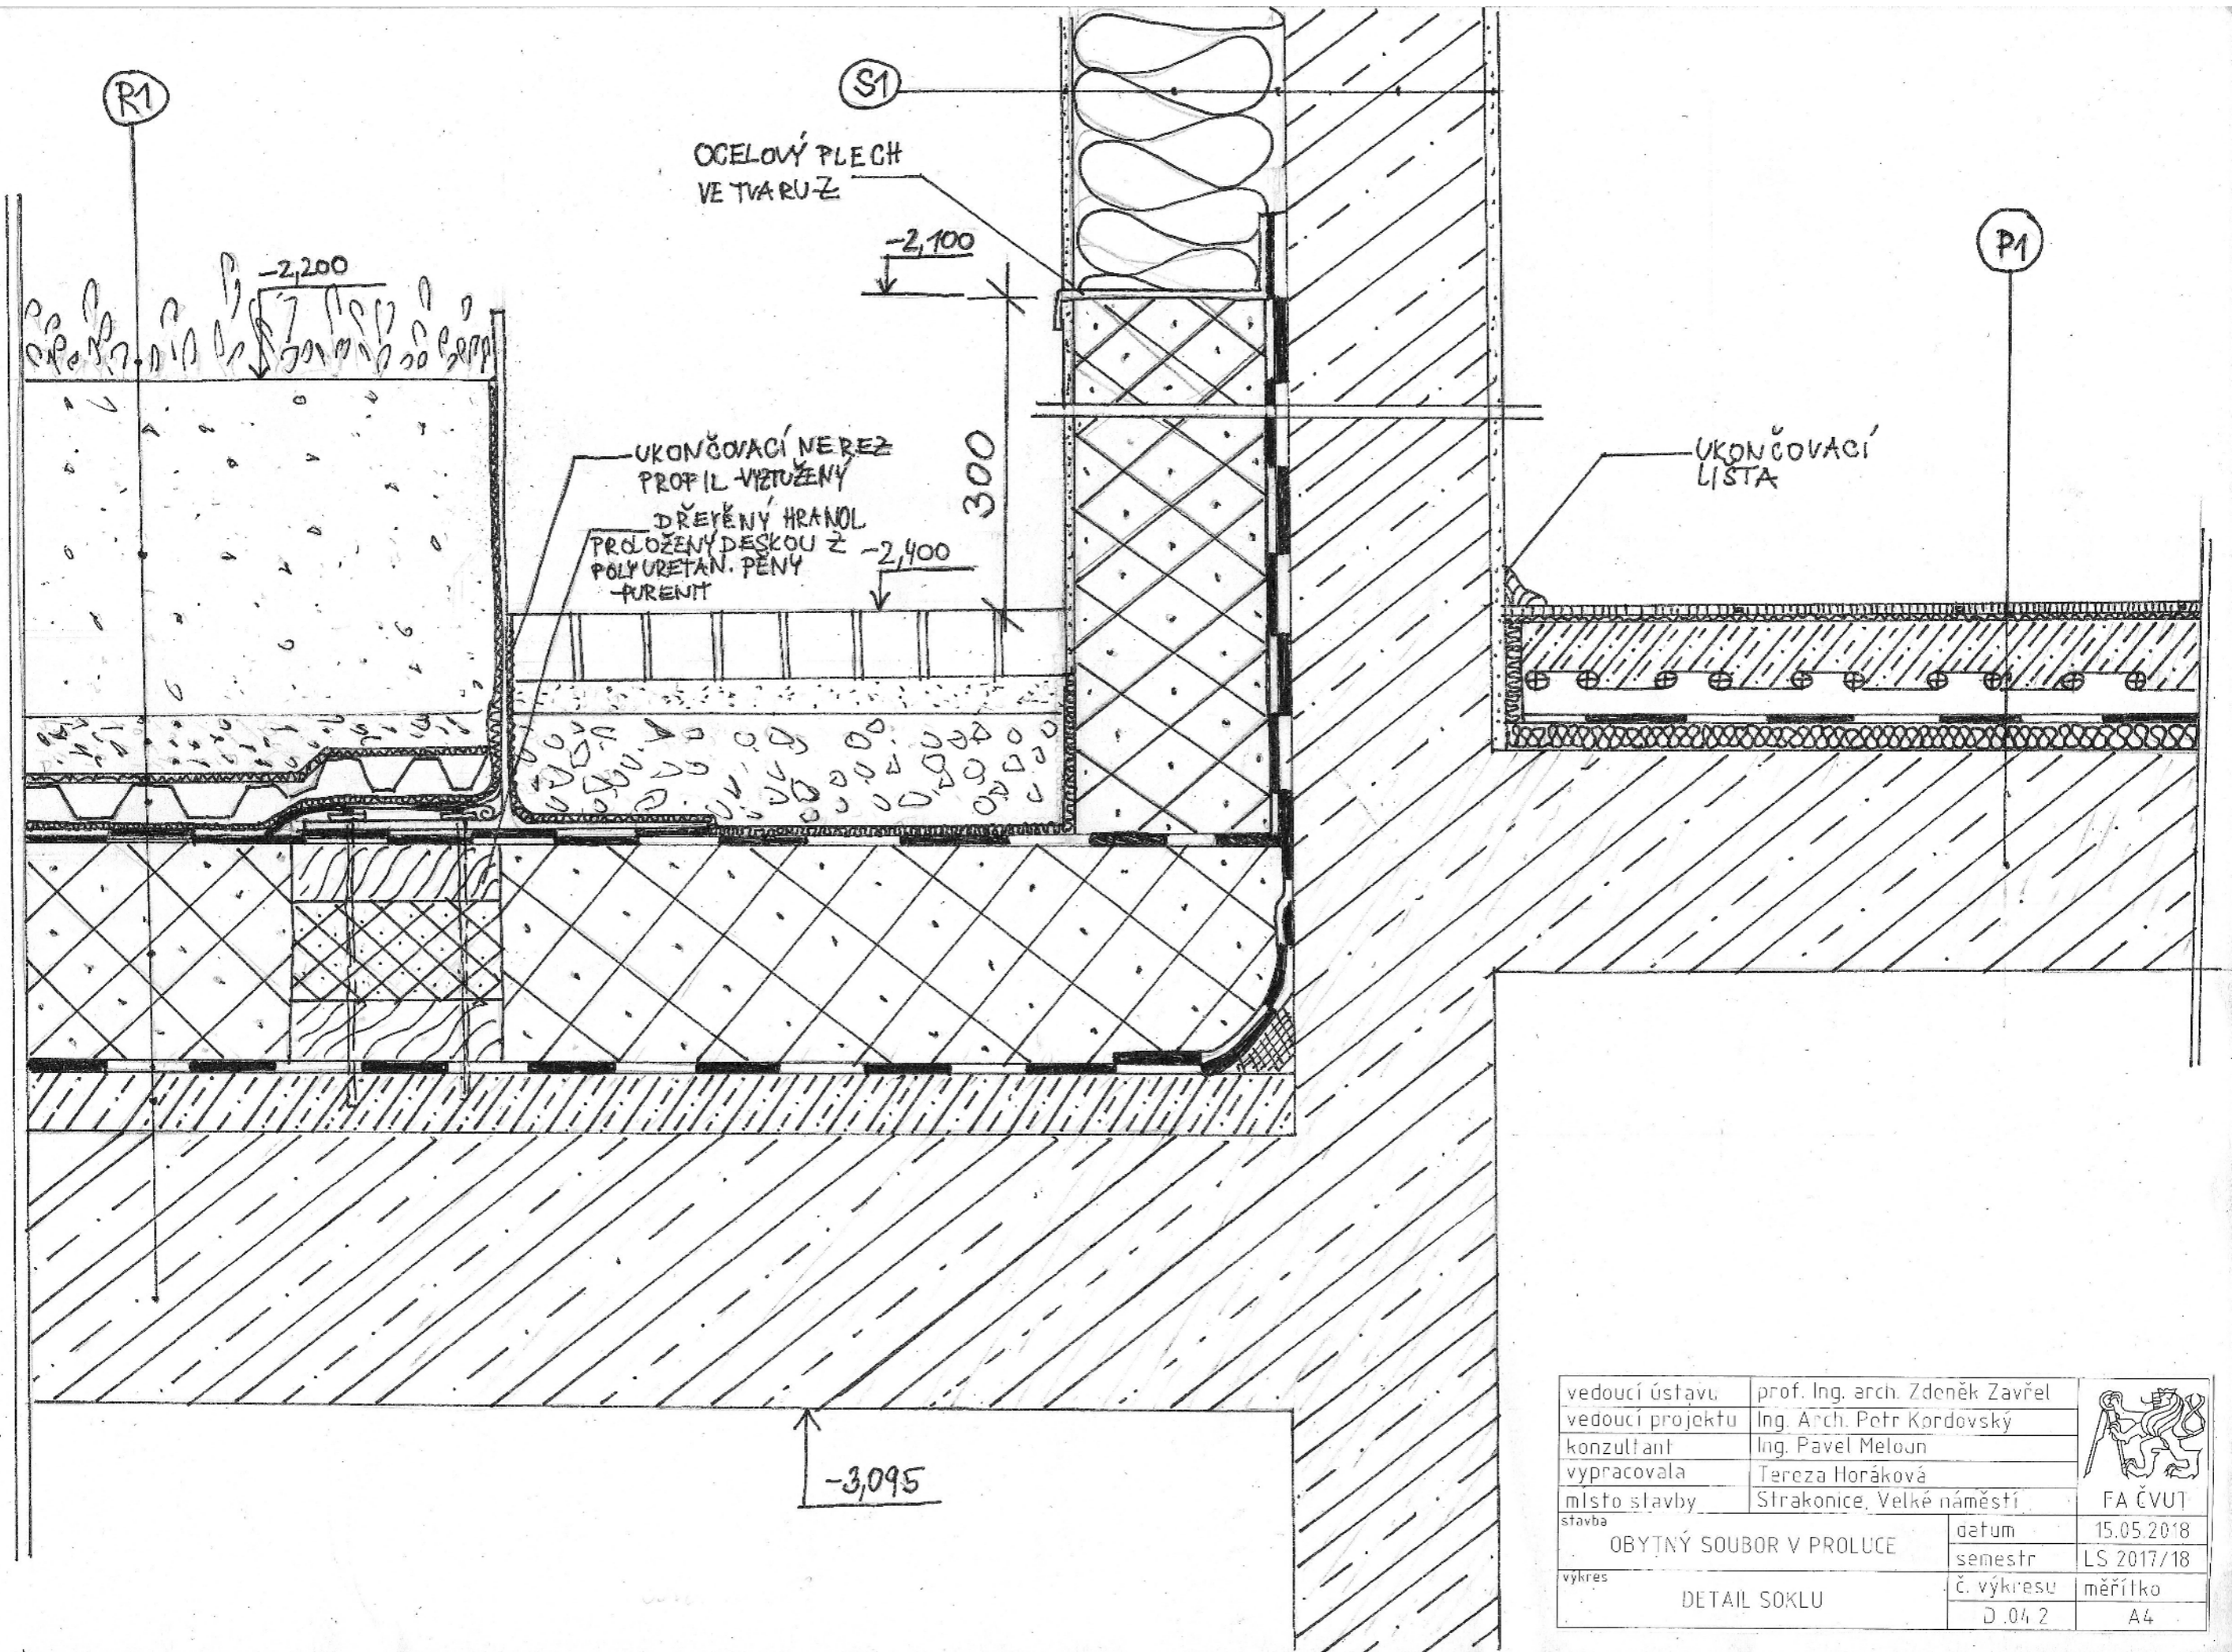 R1
S1
OCELOVÝ PLECH
VE TVARU Z
-2,100
-2,200
P1
UKONČOVACÍ NEREZ
PROFIL -VYZTUŽENÝ
DŘEVĚNÝ HRANOL
PROLOŽENÝ DESKOU Z
POLYURETAN. PĚNY
-PURENIT
300
-2,400
UKONČOVACÍ
LIŠTA
-3,095
vedoucí ústavu prof. Ing. arch. Zdeněk Zavřel
vedoucí projektu Ing. Arch. Petr Kordovský
konzultant Ing. Pavel Meloun
vypracovala Tereza Horáková
místo stavby Strakonice, Velké náměstí
FA ČVUT
stavba
OBYTNÝ SOUBOR V PROLUCE
datum 15.05.2018
semestr LS 2017/18
výkres
DETAIL SOKLU
č. výkresu měřítko
D.04.2 A4